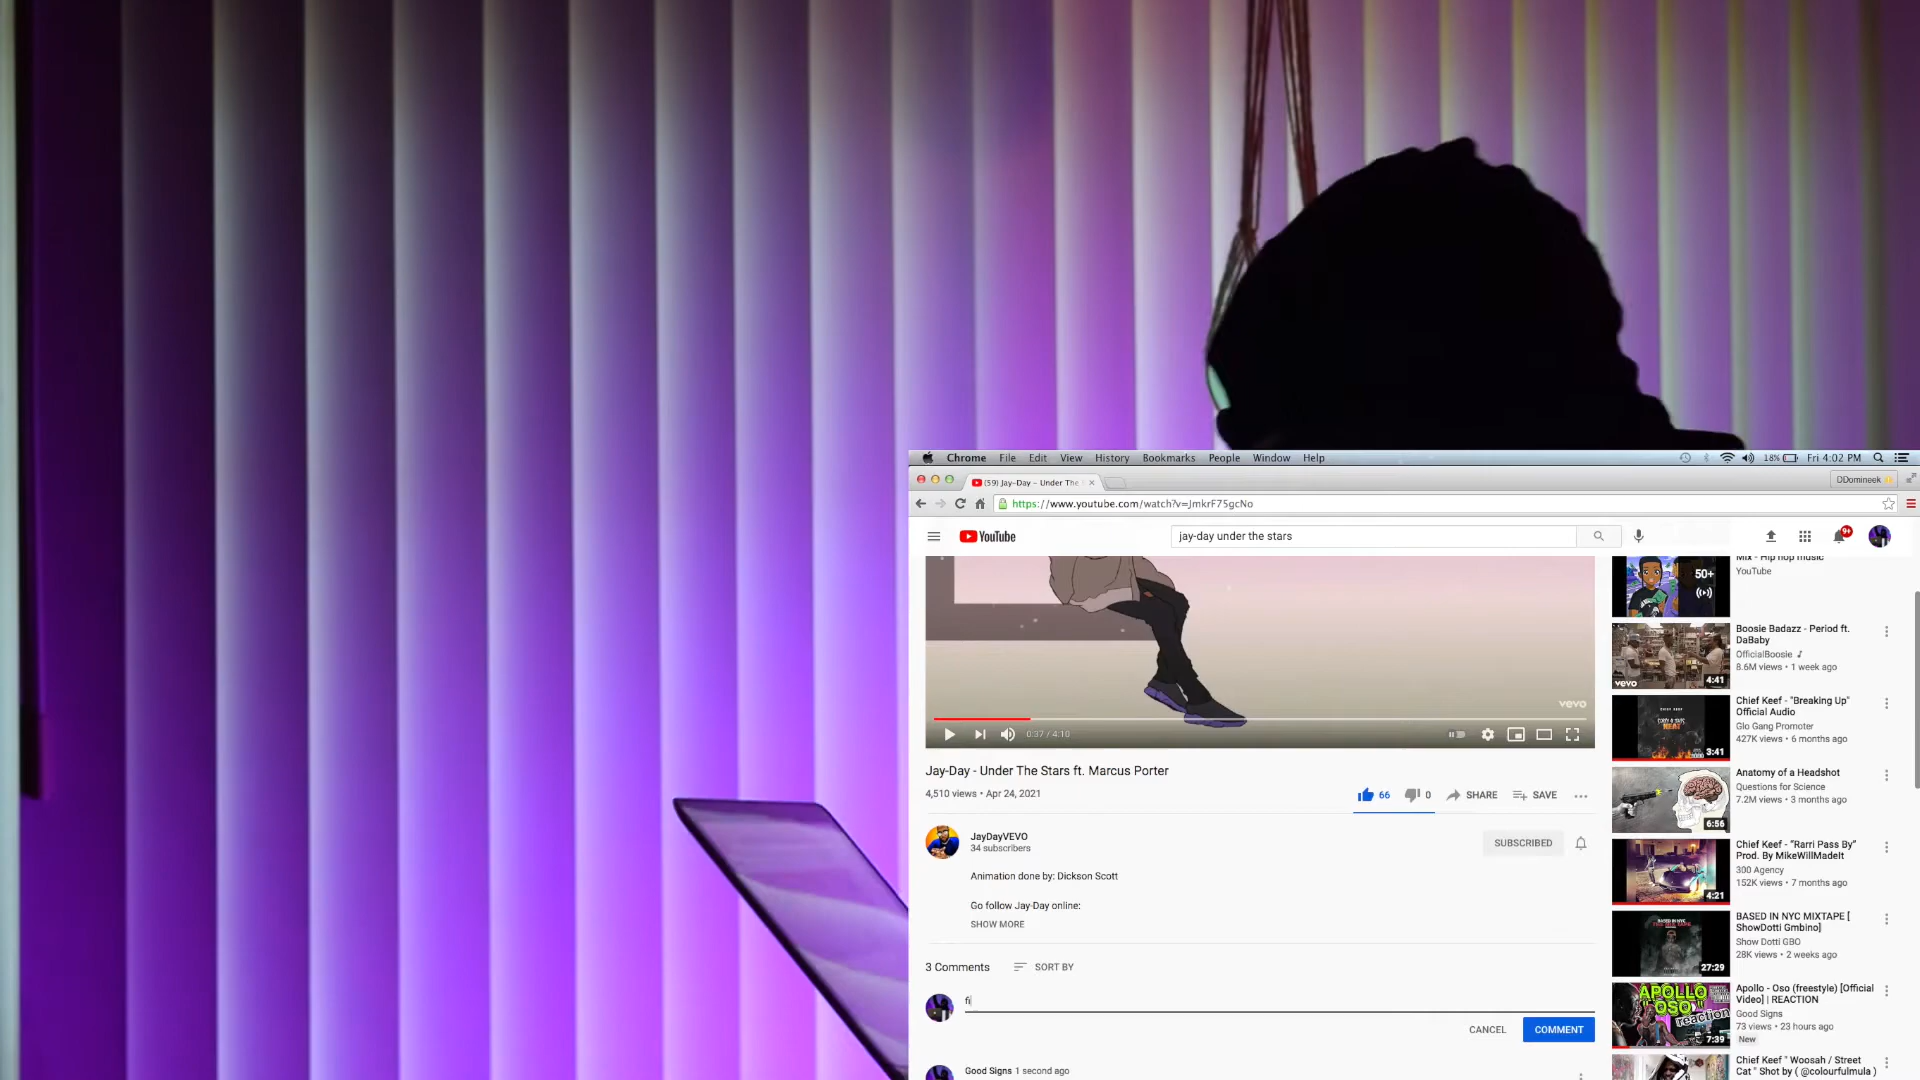 Chrome File Edit View History Bookmarks People Window Help
18% Fri 4:02 PM
(59) Jay-Day - Under The
DDomineek
https://www.youtube.com/watch?v=JmkrF75gcNo
YouTube
jay-day under the stars
9+
vevo
0:37 / 4:10
Jay-Day - Under The Stars ft. Marcus Porter
4,510 views • Apr 24, 2021
66
0
SHARE
SAVE
JayDayVEVO
34 subscribers
SUBSCRIBED
Animation done by: Dickson Scott
Go follow Jay-Day online:
SHOW MORE
3 Comments
SORT BY
fi
CANCEL
COMMENT
Good Signs 1 second ago
Mix - Hip hop music
YouTube
50+
Boosie Badazz - Period ft.
DaBaby
OfficialBoosie
8.6M views • 1 week ago
vevo
4:41
Chief Keef - "Breaking Up"
Official Audio
Glo Gang Promoter
427K views • 6 months ago
3:41
Anatomy of a Headshot
Questions for Science
7.2M views • 3 months ago
6:56
Chief Keef - "Rarri Pass By"
Prod. By MikeWillMadeIt
300 Agency
152K views • 7 months ago
4:21
BASED IN NYC MIXTAPE [
ShowDotti Gmbino]
Show Dotti GBO
28K views • 2 weeks ago
27:29
Apollo - Oso (freestyle) [Official
Video] | REACTION
Good Signs
73 views • 23 hours ago
New
APOLLO
"OSO"
reaction
7:39
Chief Keef " Woosah / Street
Cat " Shot by ( @colourfulmula )